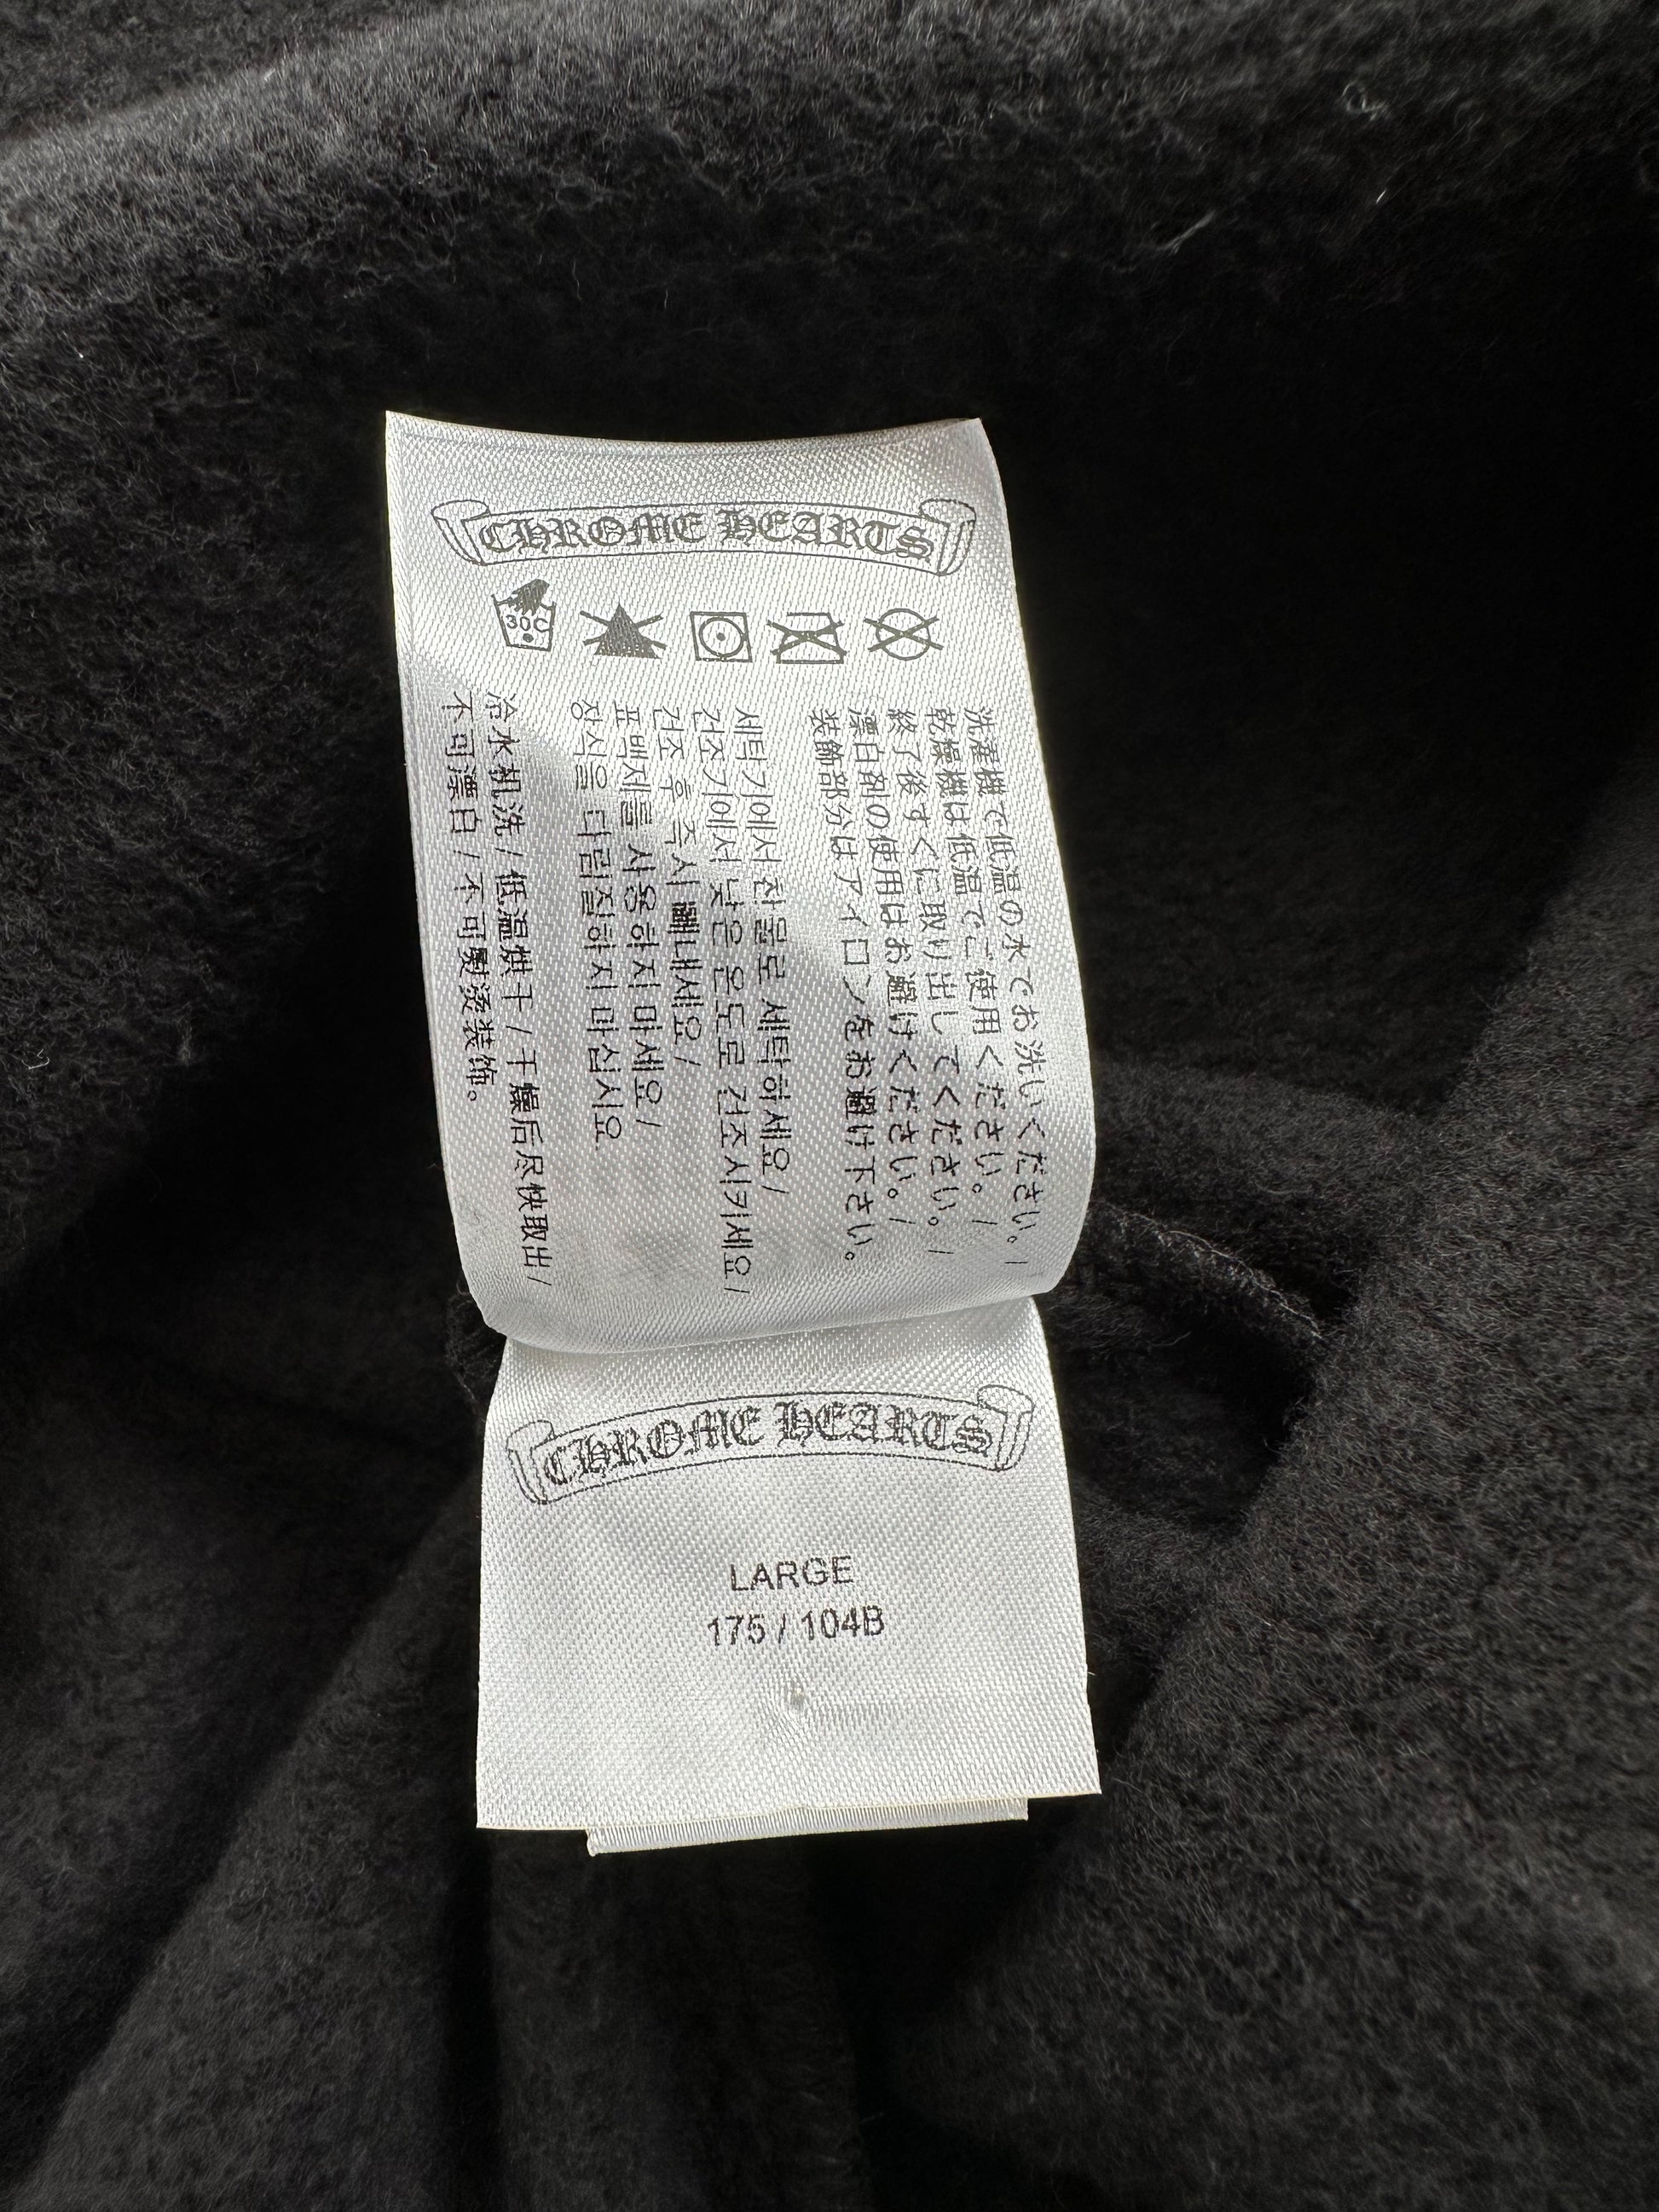 CHROME HEARTS
30C
洗濯機で低温の水でお洗いください。/
乾燥機は低温でご使用ください。/
終了後すぐに取り出してください。/
漂白剤の使用はお避けください。/
装飾部分はアイロンをお避け下さい。
세탁기에서 찬물로 세탁하세요 /
건조기에서 낮은 온도로 건조시키세요 /
건조 후 즉시 빼내세요 /
표백제를 사용하지 마세요 /
장식을 다림질하지 마십시요
冷水机洗 / 低温烘干 / 干燥后尽快取出 /
不可漂白 / 不可熨烫装饰。
CHROME HEARTS
LARGE
175 / 104B